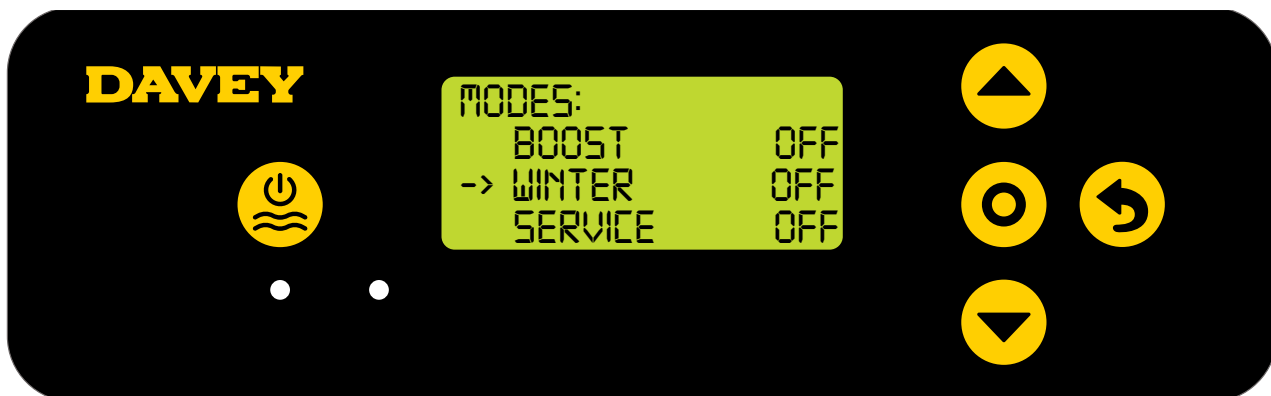 DAVEY
MODES:
BOOST OFF
-> WINTER OFF
SERVICE OFF